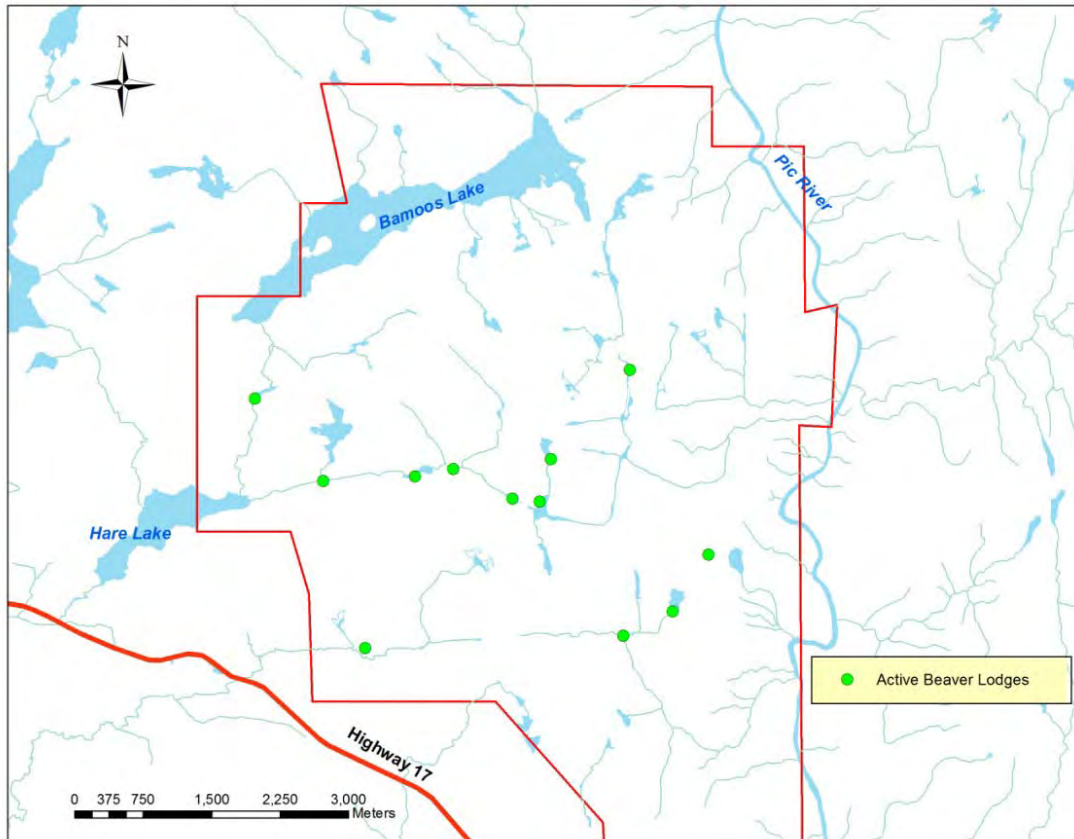 N
Bamoos Lake
Pic River
Hare Lake
Active Beaver Lodges
Highway 17
0 375 750 1,500 2,250 3,000
Meters